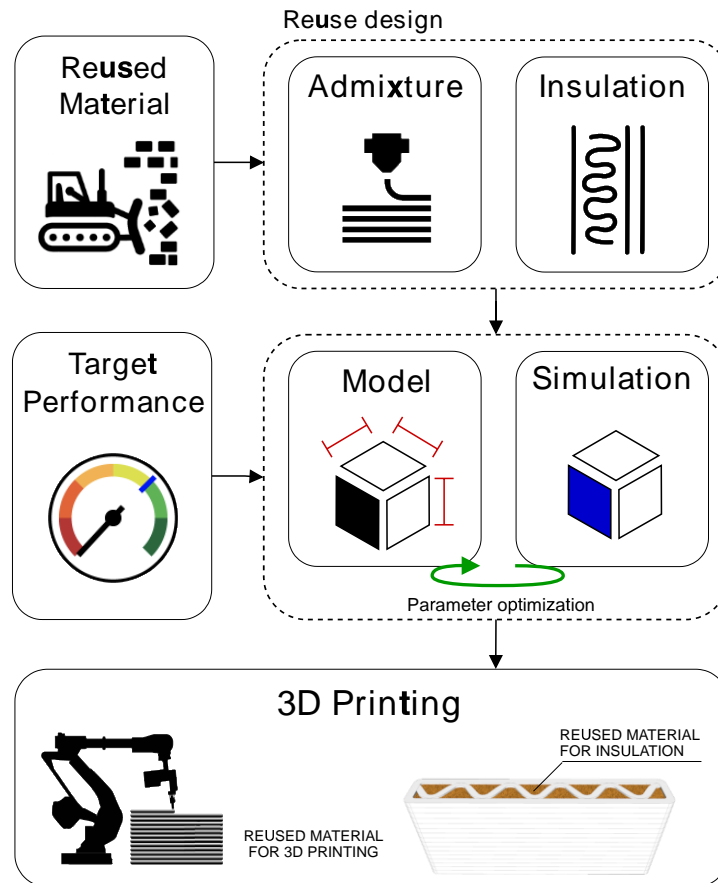 Reuse design
Reused
Material
Admixture
Insulation
Target
Performance
Model
Simulation
Parameter optimization
3D Printing
REUSED MATERIAL
FOR INSULATION
REUSED MATERIAL
FOR 3D PRINTING